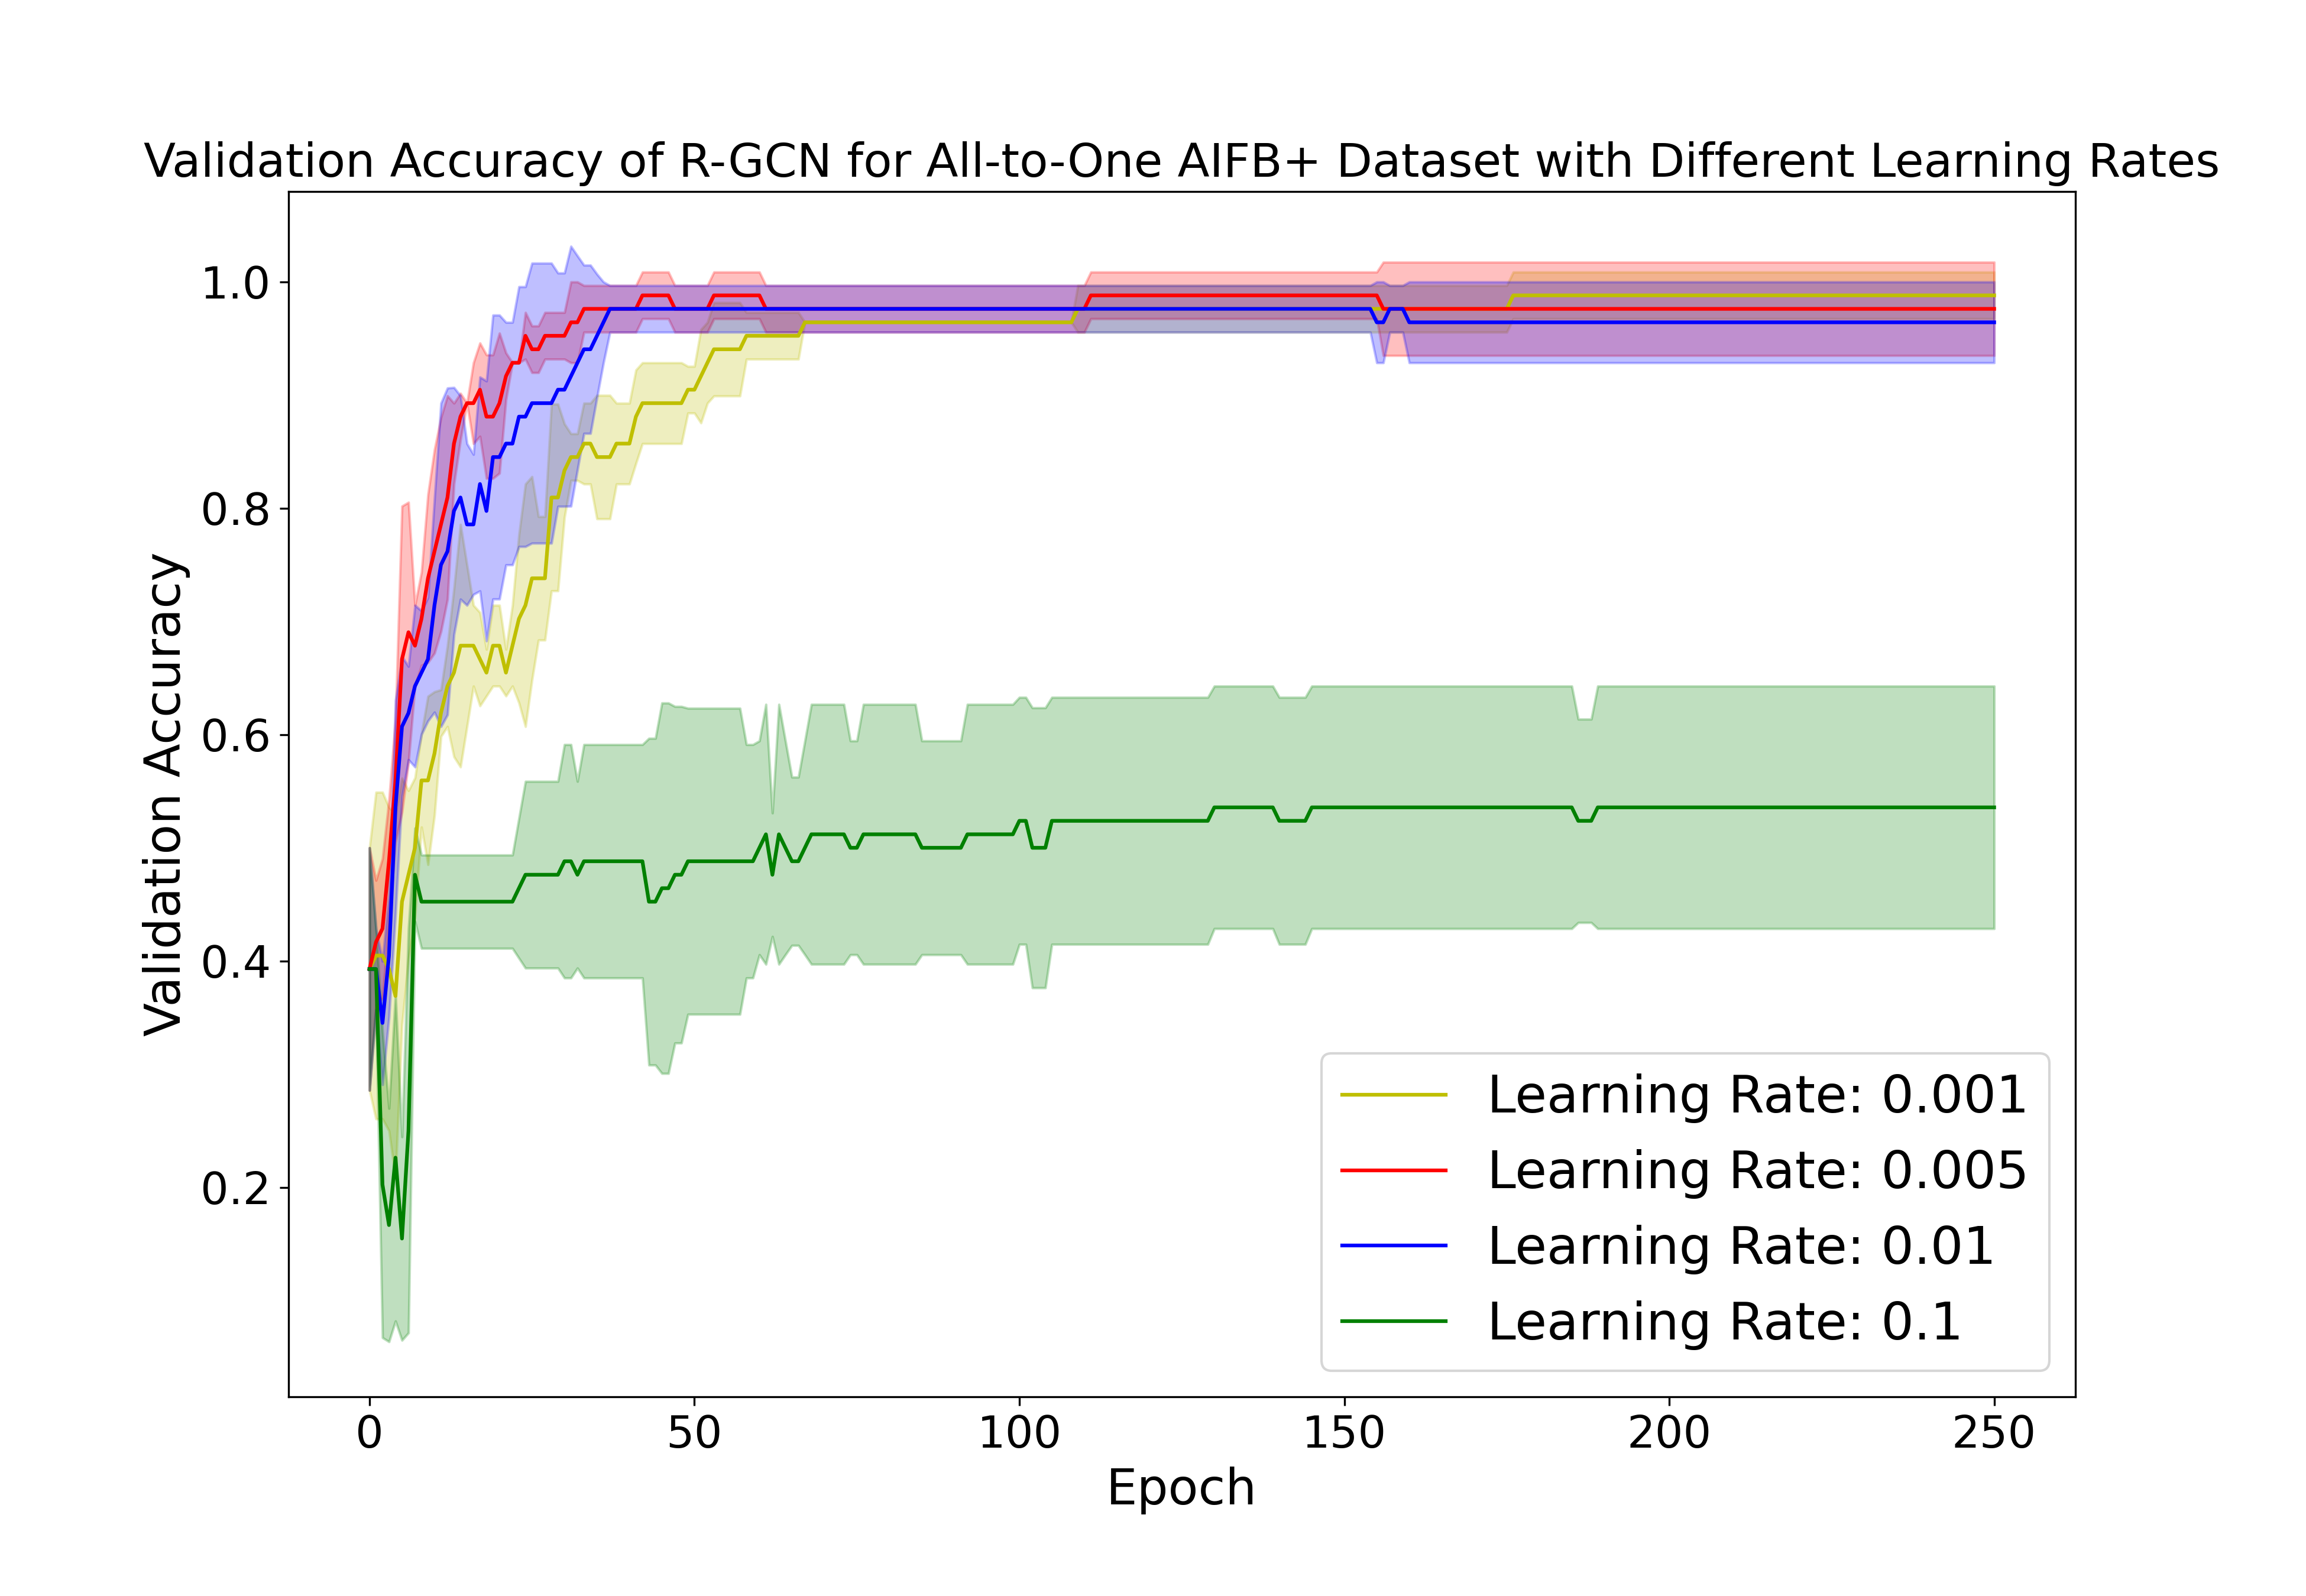 Validation Accuracy of R-GCN for All-to-One AIFB+ Dataset with Different Learning Rates
Validation Accuracy
1.0
0.8
0.6
0.4
0.2
Learning Rate: 0.001
Learning Rate: 0.005
Learning Rate: 0.01
Learning Rate: 0.1
0 50 100 150 200 250
Epoch